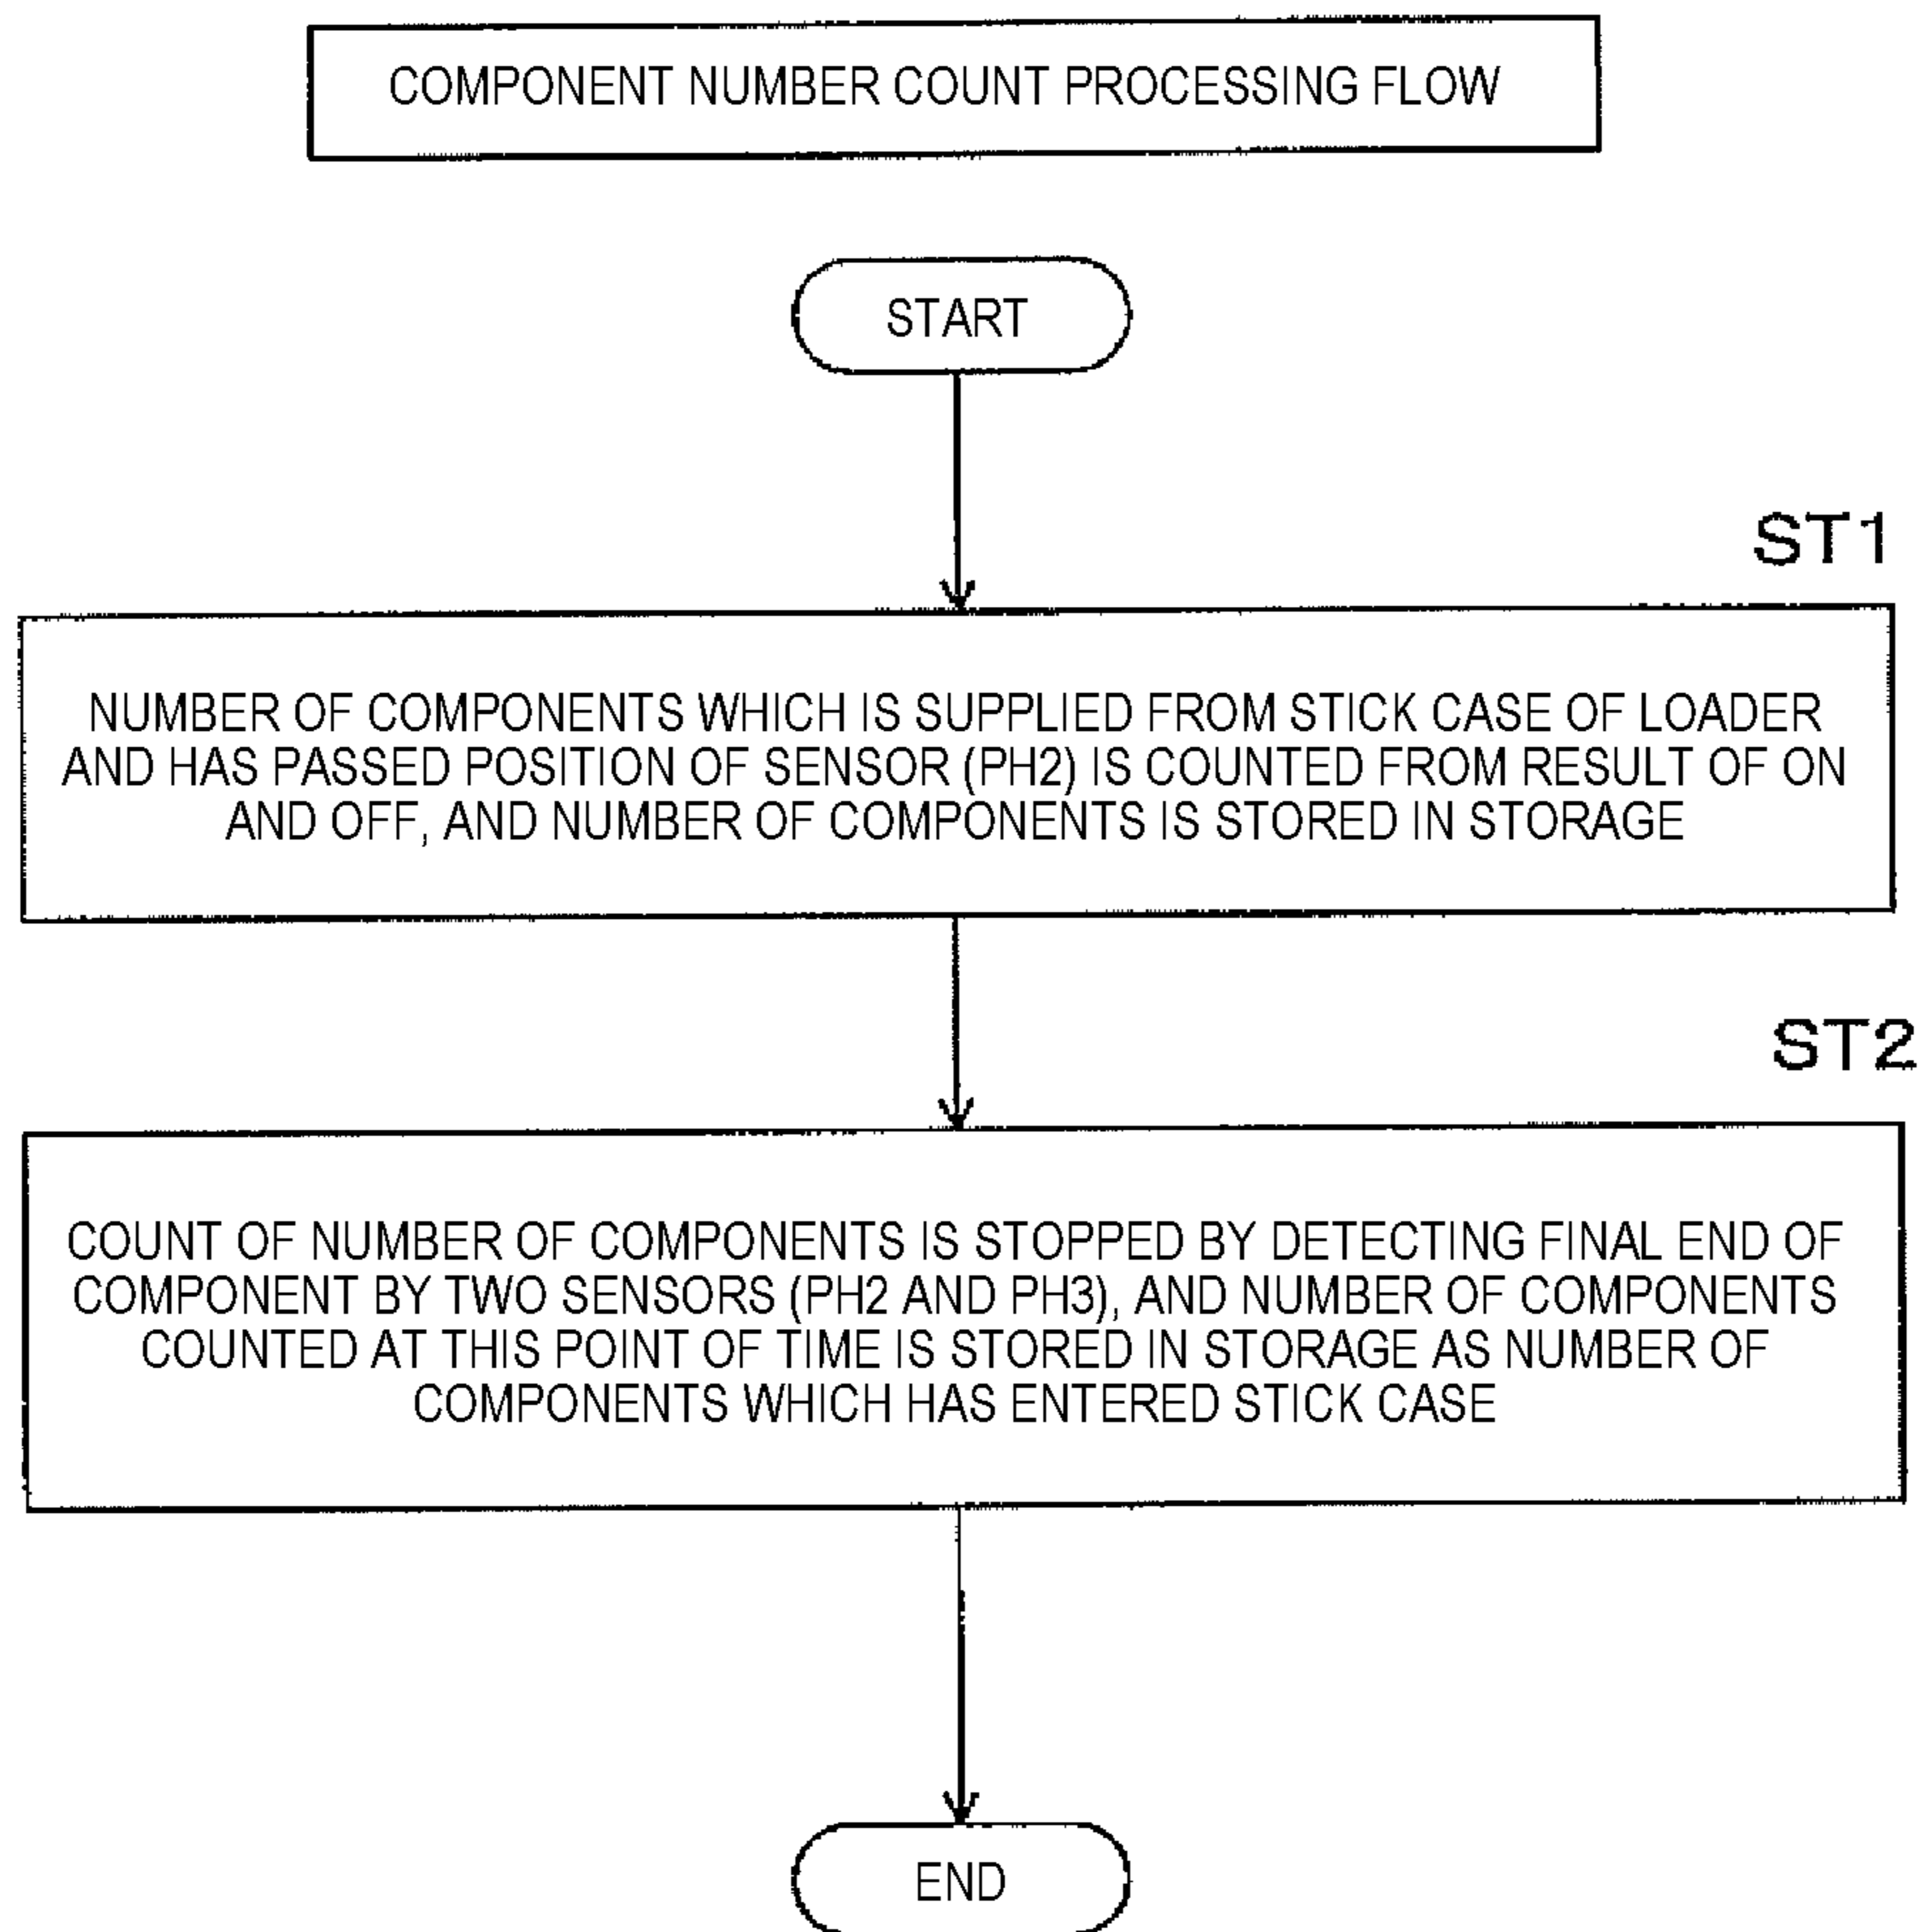 COMPONENT NUMBER COUNT PROCESSING FLOW
START
ST1
NUMBER OF COMPONENTS WHICH IS SUPPLIED FROM STICK CASE OF LOADER
AND HAS PASSED POSITION OF SENSOR (PH2) IS COUNTED FROM RESULT OF ON
AND OFF, AND NUMBER OF COMPONENTS IS STORED IN STORAGE
ST2
COUNT OF NUMBER OF COMPONENTS IS STOPPED BY DETECTING FINAL END OF
COMPONENT BY TWO SENSORS (PH2 AND PH3), AND NUMBER OF COMPONENTS
COUNTED AT THIS POINT OF TIME IS STORED IN STORAGE AS NUMBER OF
COMPONENTS WHICH HAS ENTERED STICK CASE
END